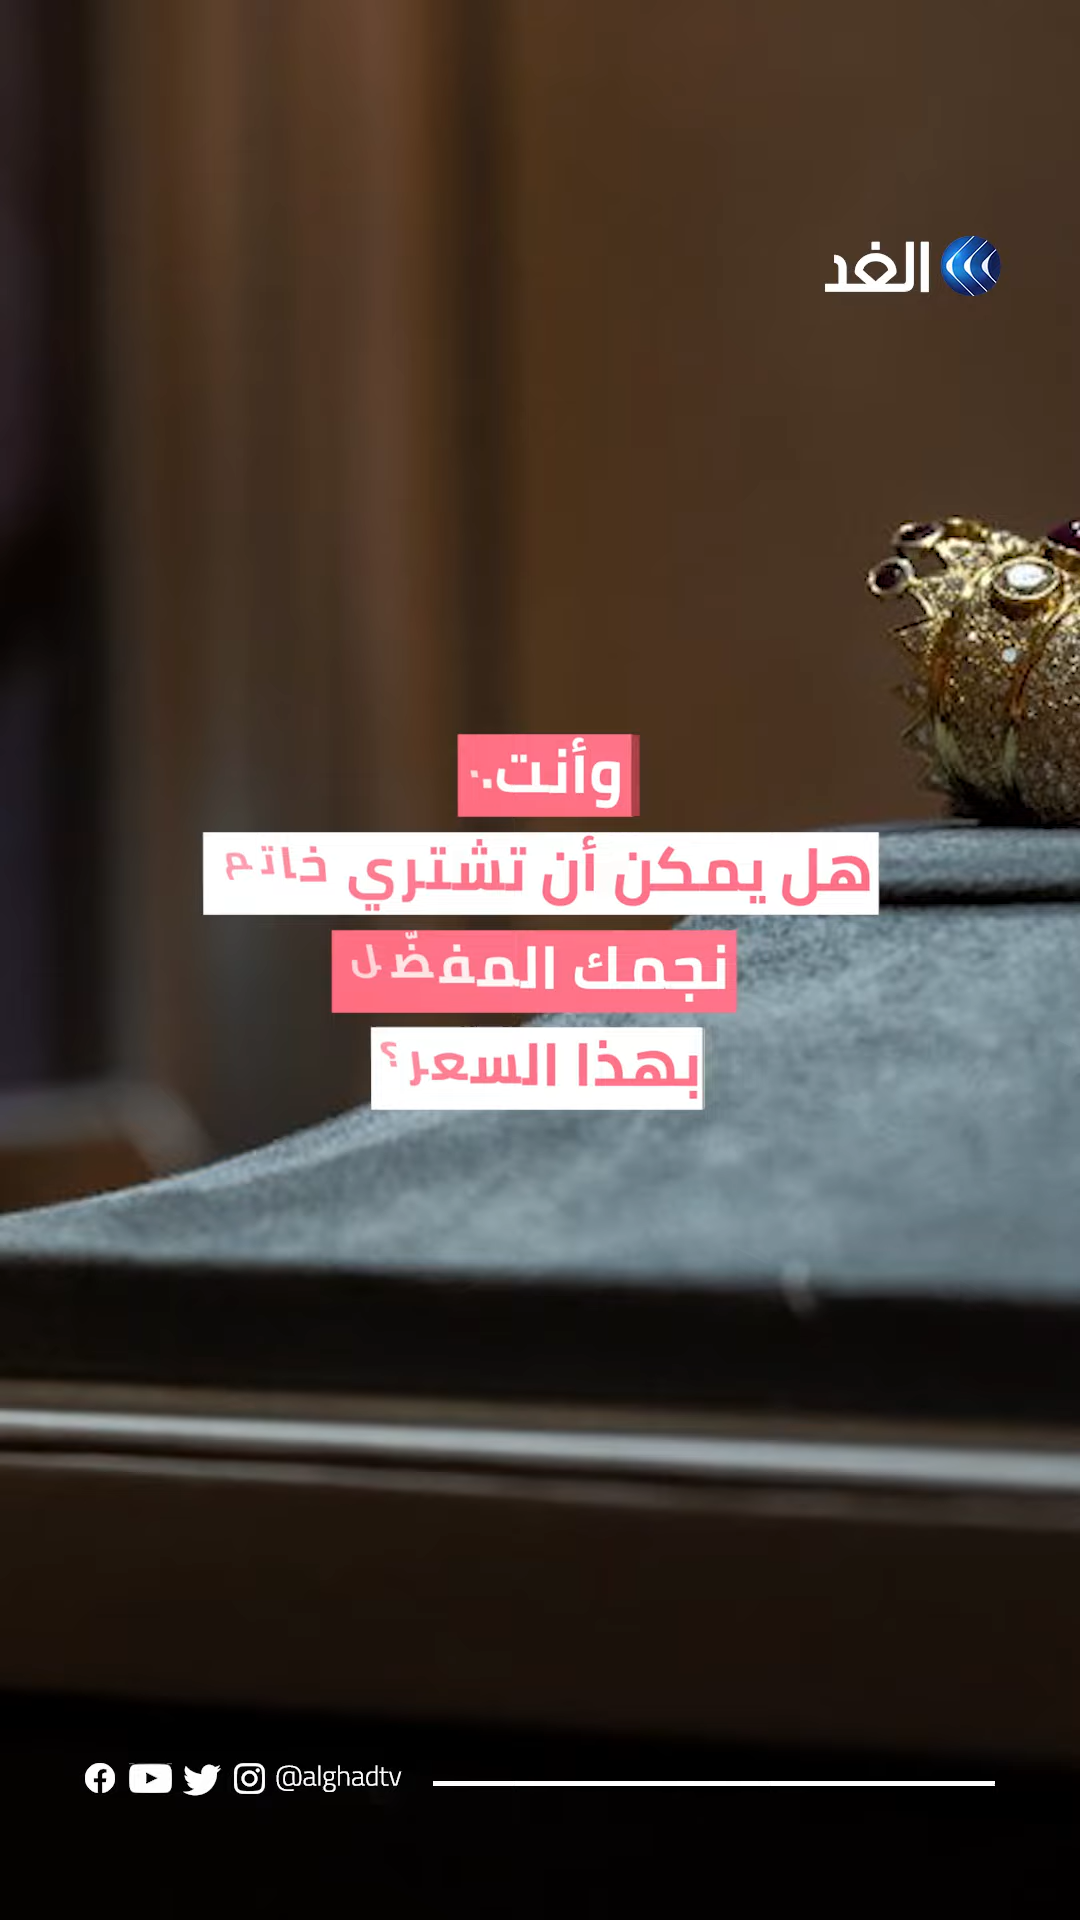 الغد
وأنت..
هل يمكن أن تشتري خاتم
نجمك المفضّل
بهذا السعر؟
@alghadtv